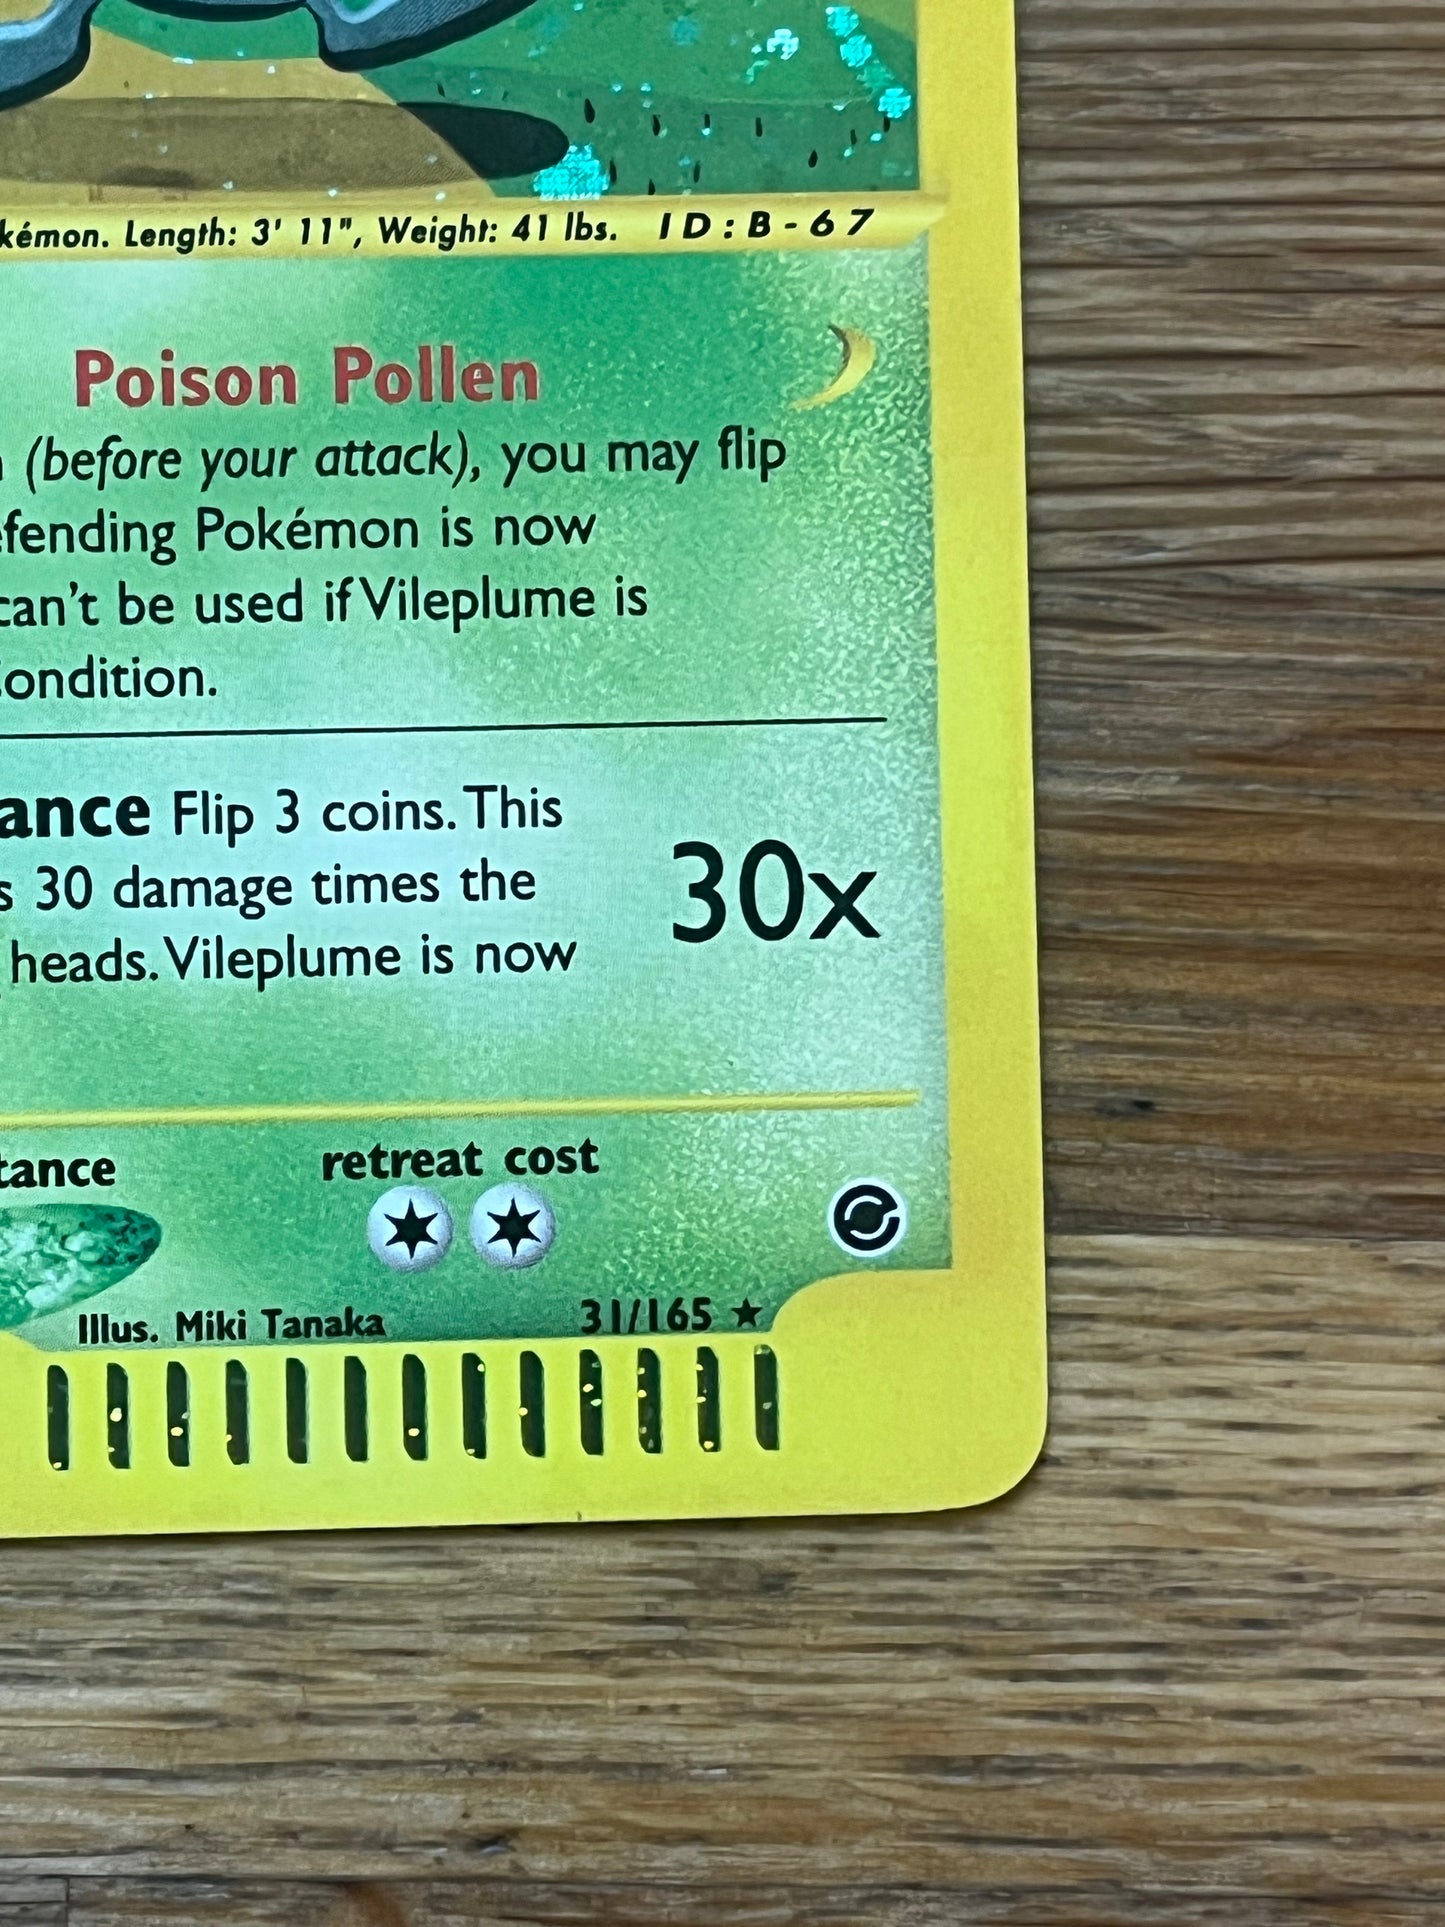 kémon. Length: 3' 11", Weight: 41 lbs. ID:B-67
Poison Pollen
(before your attack), you may flip
efending Pokémon is now
can't be used if Vileplume is
Condition.
ance Flip 3 coins. This
s 30 damage times the
heads. Vileplume is now
30x
tance
retreat cost
Illus. Miki Tanaka
31/165 ★